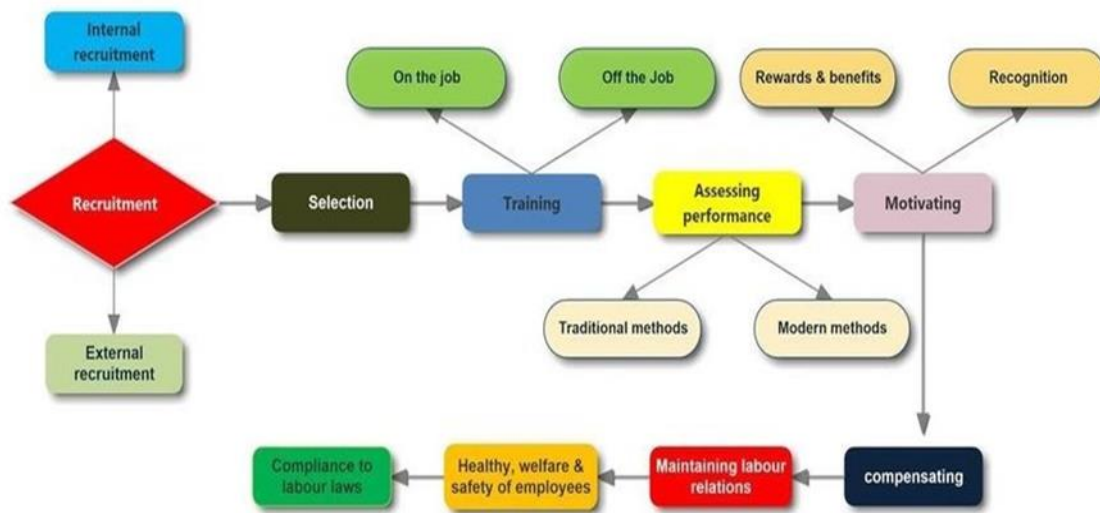 Internal
recruitment
On the job
Off the Job
Rewards & benefits
Recognition
Recruitment
Selection
Training
Assessing
performance
Motivating
Traditional methods
Modern methods
External
recruitment
Compliance to
labour laws
Healthy, welfare &
safety of employees
Maintaining labour
relations
compensating